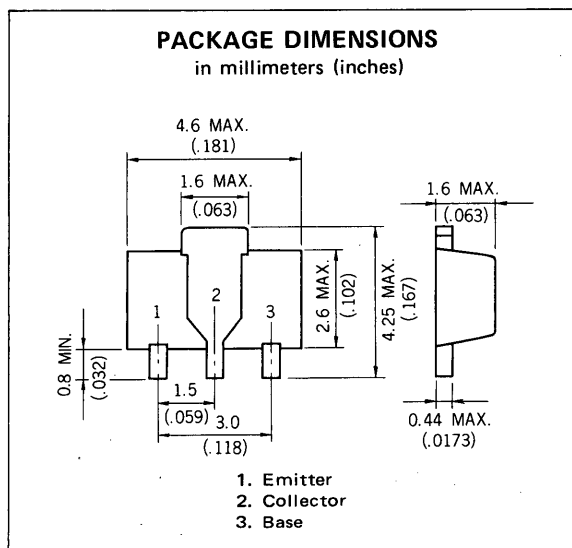 PACKAGE DIMENSIONS
in millimeters (inches)
4.6 MAX.
(.181)
1.6 MAX.
(.063)
1.6 MAX.
(.063)
1
2
3
2.6 MAX.
(.102)
4.25 MAX.
(.167)
0.8 MIN.
(.032)
1.5
(.059)
3.0
(.118)
0.44 MAX.
(.0173)
1. Emitter
2. Collector
3. Base